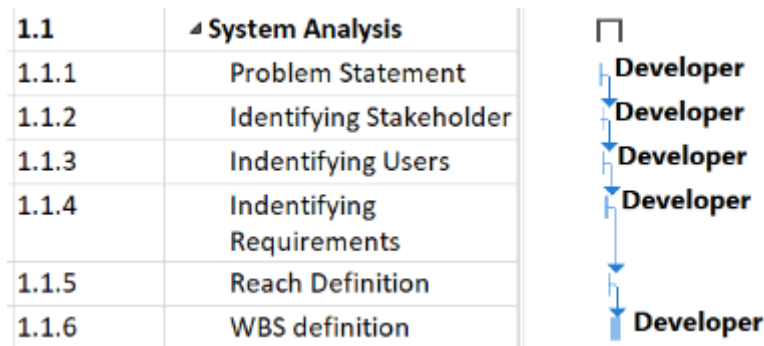 1.1 System Analysis
1.1.1 Problem Statement Developer
1.1.2 Identifying Stakeholder Developer
1.1.3 Indentifying Users Developer
1.1.4 Indentifying Developer
Requirements
1.1.5 Reach Definition
1.1.6 WBS definition Developer